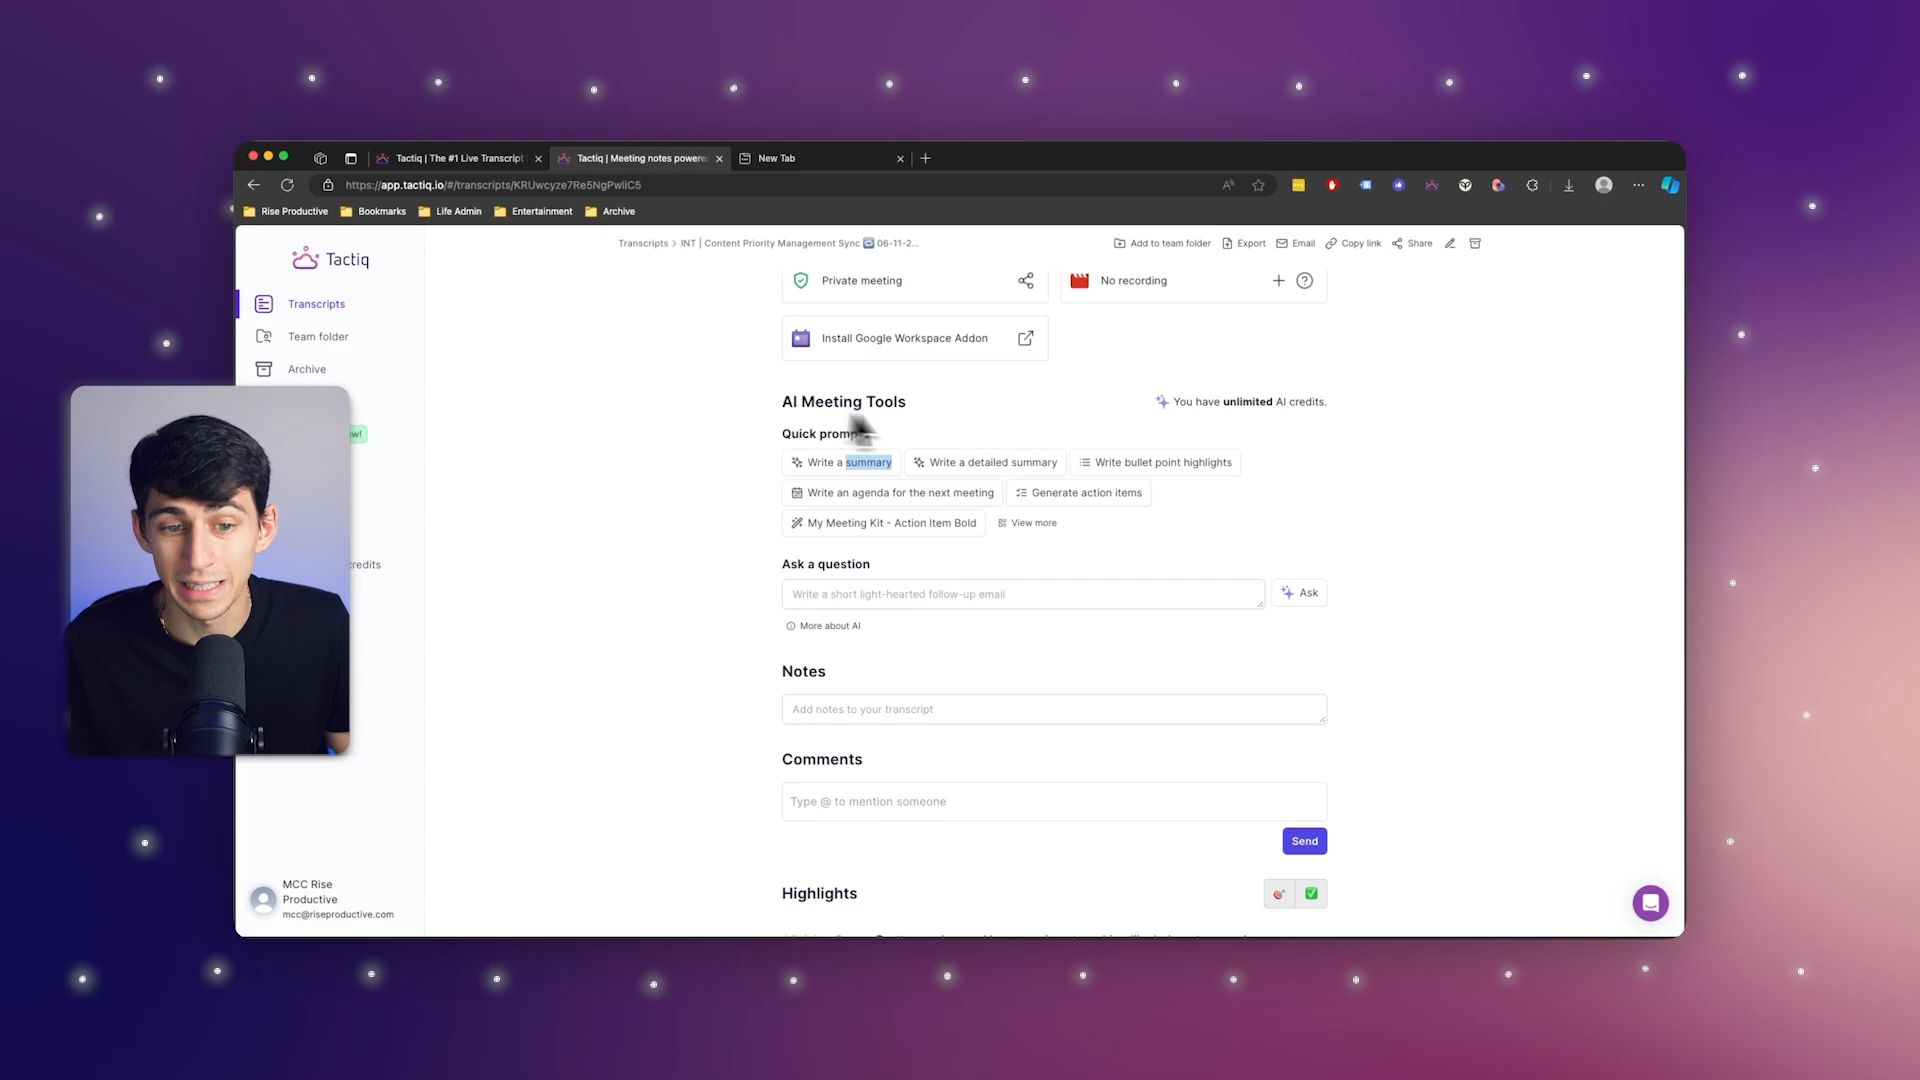 Tactiq | The #1 Live Transcript
Tactiq | Meeting notes powere
New Tab
https://app.tactiq.io/#/transcripts/KRUwcyze7Re5NgPwIiC5
Rise Productive
Bookmarks
Life Admin
Entertainment
Archive
Tactiq
Transcripts > INT | Content Priority Management Sync 🔄 06-11-2...
Add to team folder
Export
Email
Copy link
Share
Transcripts
Team folder
Archive
w!
credits
Private meeting
No recording
Install Google Workspace Addon
AI Meeting Tools
You have unlimited AI credits.
Quick promp
Write a summary
Write a detailed summary
Write bullet point highlights
Write an agenda for the next meeting
Generate action items
My Meeting Kit - Action Item Bold
View more
Ask a question
Write a short light-hearted follow-up email
Ask
More about AI
Notes
Add notes to your transcript
Comments
Type @ to mention someone
Send
Highlights
MCC Rise
Productive
mcc@riseproductive.com